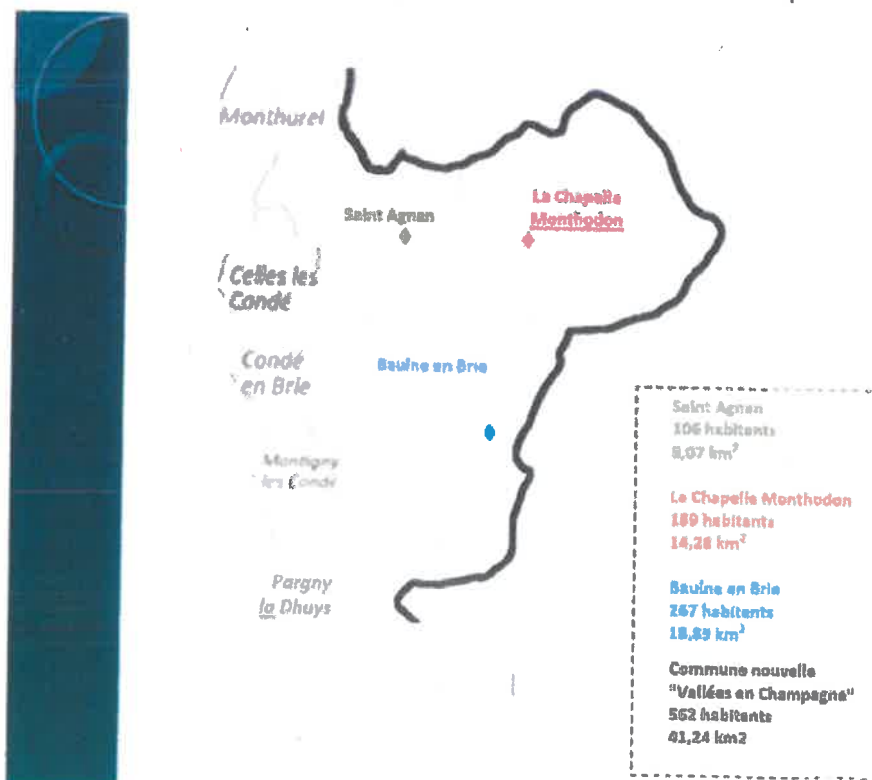 Monthurel
Saint Agnan
La Chapelle
Monthodon
Celles les
Condé
Condé
en Brie
Baulne en Brie
Montigny
les Condé
Pargny
la Dhuys
Saint Agnan
106 habitants
8,07 km²
La Chapelle Monthodon
189 habitants
14,28 km²
Baulne en Brie
267 habitants
18,89 km²
Commune nouvelle
"Vallées en Champagne"
562 habitants
41,24 km2